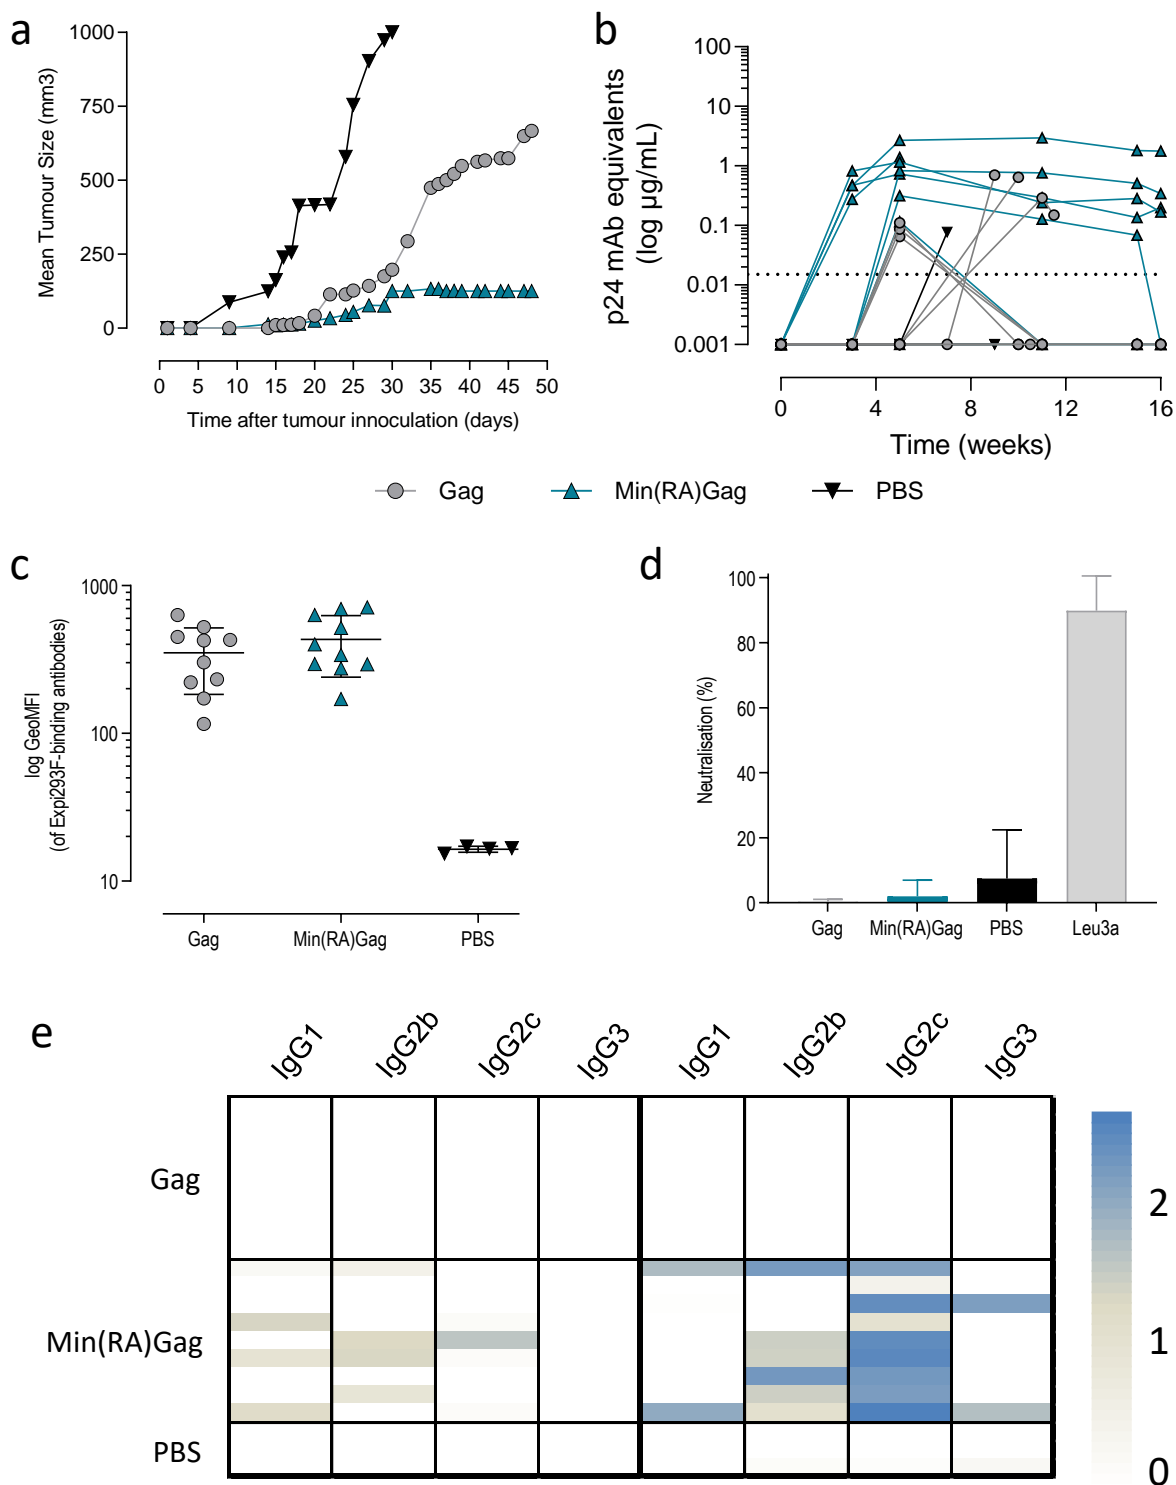 a
1000
750
500
250
0
Mean Tumour Size (mm3)
0 5 10 15 20 25 30 35 40 45 50
Time after tumour innoculation (days)
b
100
10
1
0.1
0.01
0.001
p24 mAb equivalents
(log µg/mL)
0 4 8 12 16
Time (weeks)
Gag Min(RA)Gag PBS
c
1000
100
10
log GeoMFI
(of Expi293F-binding antibodies)
Gag Min(RA)Gag PBS
d
100
80
60
40
20
0
Neutralisation (%)
Gag Min(RA)Gag PBS Leu3a
e
IgG1 IgG2b IgG2c IgG3 IgG1 IgG2b IgG2c IgG3
Gag
Min(RA)Gag
PBS
2
1
0